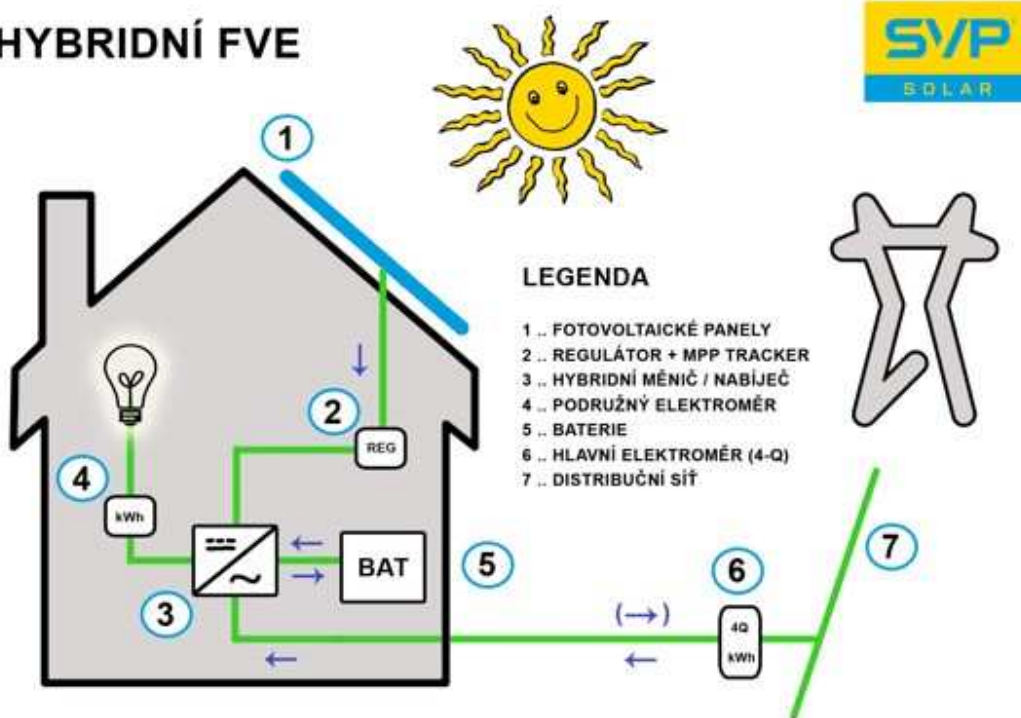 HYBRIDNÍ FVE
SVP
SOLAR
1
LEGENDA
1 .. FOTOVOLTAICKÉ PANELY
2 .. REGULÁTOR + MPP TRACKER
3 .. HYBRIDNÍ MĚNIČ / NABÍJEČ
4 .. PODRUŽNÝ ELEKTROMĚR
5 .. BATERIE
6 .. HLAVNÍ ELEKTROMĚR (4-Q)
7 .. DISTRIBUČNÍ SÍŤ
2
REG
4
kWh
BAT
5
3
6
7
4Q
kWh